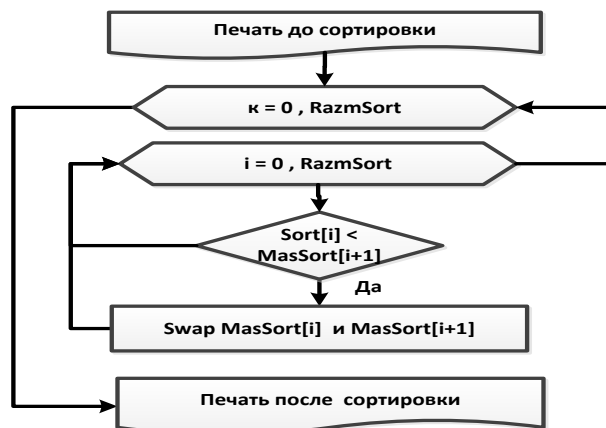 Печать до сортировки
к = 0 , RazmSort
i = 0 , RazmSort
Sort[i] <
MasSort[i+1]
Да
Swap MasSort[i] и MasSort[i+1]
Печать после сортировки